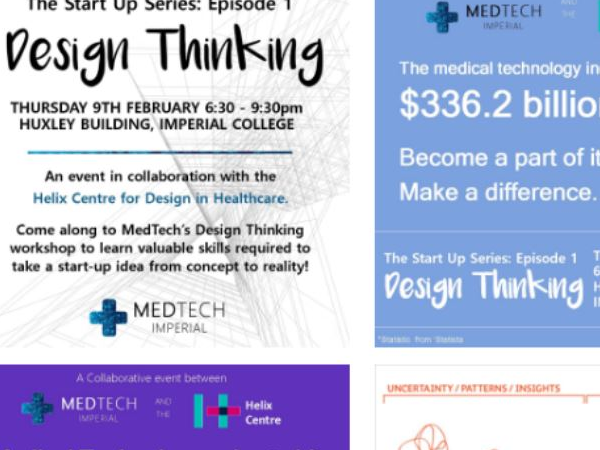 The Start Up Series: Episode 1
Design Thinking
THURSDAY 9TH FEBRUARY 6:30 - 9:30pm
HUXLEY BUILDING, IMPERIAL COLLEGE
An event in collaboration with the
Helix Centre for Design in Healthcare.
Come along to MedTech's Design Thinking
workshop to learn valuable skills required to
take a start-up idea from concept to reality!
MEDTECH
IMPERIAL
MEDTECH
IMPERIAL
AND
THE
The medical technology in
$336.2 billio
Become a part of it
Make a difference.
The Start Up Series: Episode 1
Design Thinking
A Collaborative event between
MEDTECH
IMPERIAL
AND
THE
Helix
Centre
UNCERTAINTY / PATTERNS / INSIGHTS